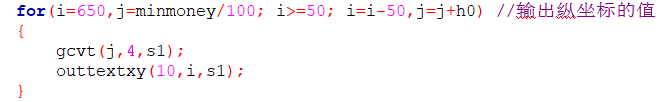 for(i=650,j=minmoney/100; i>=50; i=i-50,j=j+h0) //输出纵坐标的值
{
    gcvt(j,4,s1);
    outtextxy(10,i,s1);
}